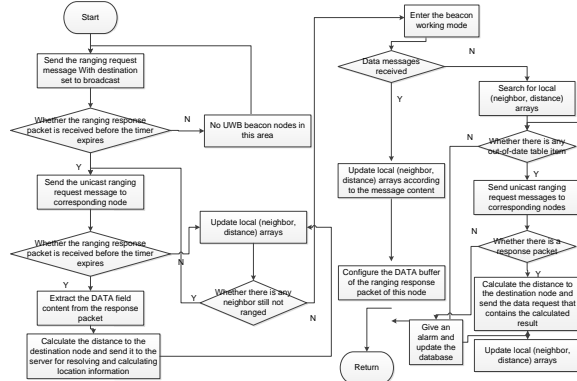 Start
Send the ranging request
message With destination
set to broadcast
Whether the ranging response
packet is received before the timer
expires
N
No UWB beacon nodes in
this area
Y
Send the unicast ranging
request message to
corresponding node
Whether the ranging response
packet is received before the timer
expires
N
Y
Extract the DATA field
content from the response
packet
Calculate the distance to the
destination node and send it to the
server for resolving and calculating
location information
Update local (neighbor,
distance) arrays
Whether there is any
neighbor still not
ranged
Y
N
Enter the beacon
working mode
Data messages
received
N
Y
Update local (neighbor,
distance) arrays according
to the message content
Configure the DATA buffer
of the ranging response
packet of this node
Search for local
(neighbor, distance)
arrays
Whether there is any
out-of-date table item
N
Y
Send unicast ranging
request messages to
corresponding nodes
Whether there is a
response packet
N
Y
Calculate the distance to
the destination node and
send the data request that
contains the calculated
result
Give an
alarm and
update the
database
Update local (neighbor,
distance) arrays
Return